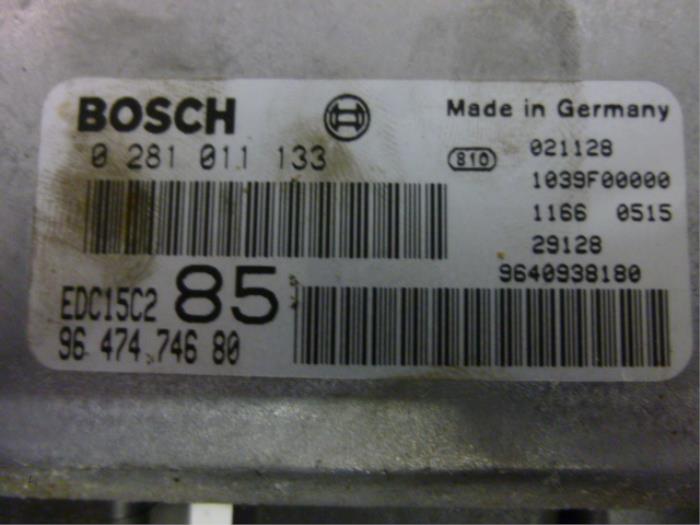 BOSCH
Made in Germany
0 281 011 133
810
021128
1039F00000
1166 0515
29128
9640938180
EDC15C2 85
96 474 746 80